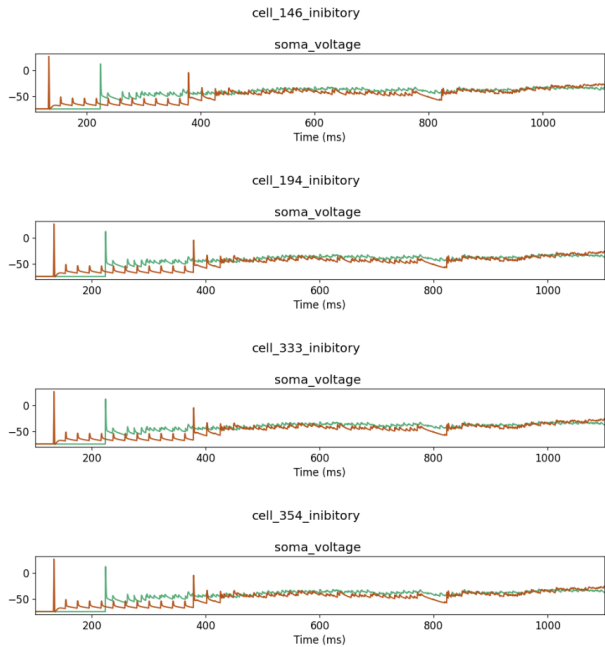 cell_146_inibitory
soma_voltage
0
−50
200 400 600 800 1000
Time (ms)
cell_194_inibitory
soma_voltage
0
−50
200 400 600 800 1000
Time (ms)
cell_333_inibitory
soma_voltage
0
−50
200 400 600 800 1000
Time (ms)
cell_354_inibitory
soma_voltage
0
−50
200 400 600 800 1000
Time (ms)